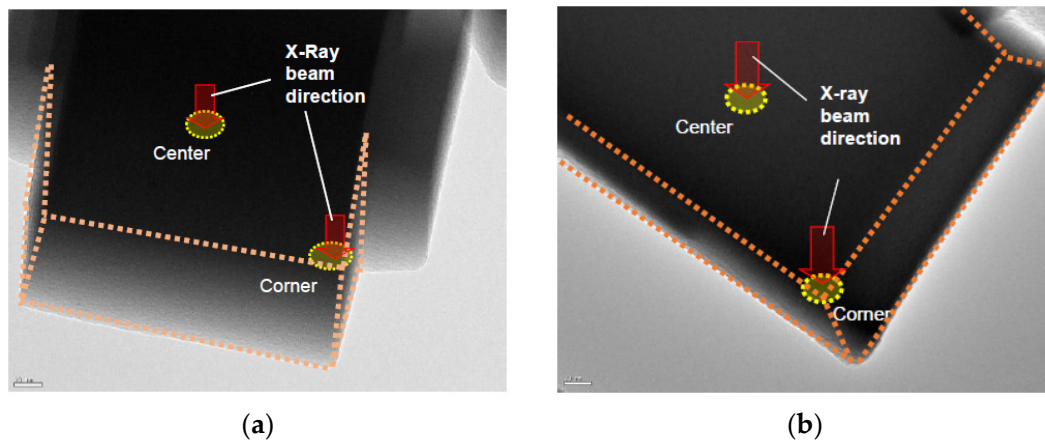 X-Ray
beam
direction
Center
Corner
X-ray
beam
direction
Center
Corner
(a)
(b)